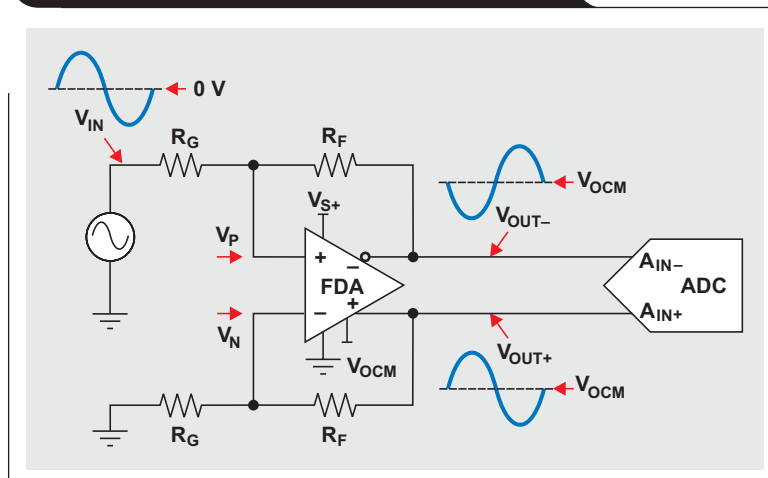 0 V
VIN
RG
RF
VS+
VOCM
VP
VOUT–
+
–
AIN–
FDA
ADC
–
+
AIN+
VN
VOUT+
VOCM
VOCM
RG
RF